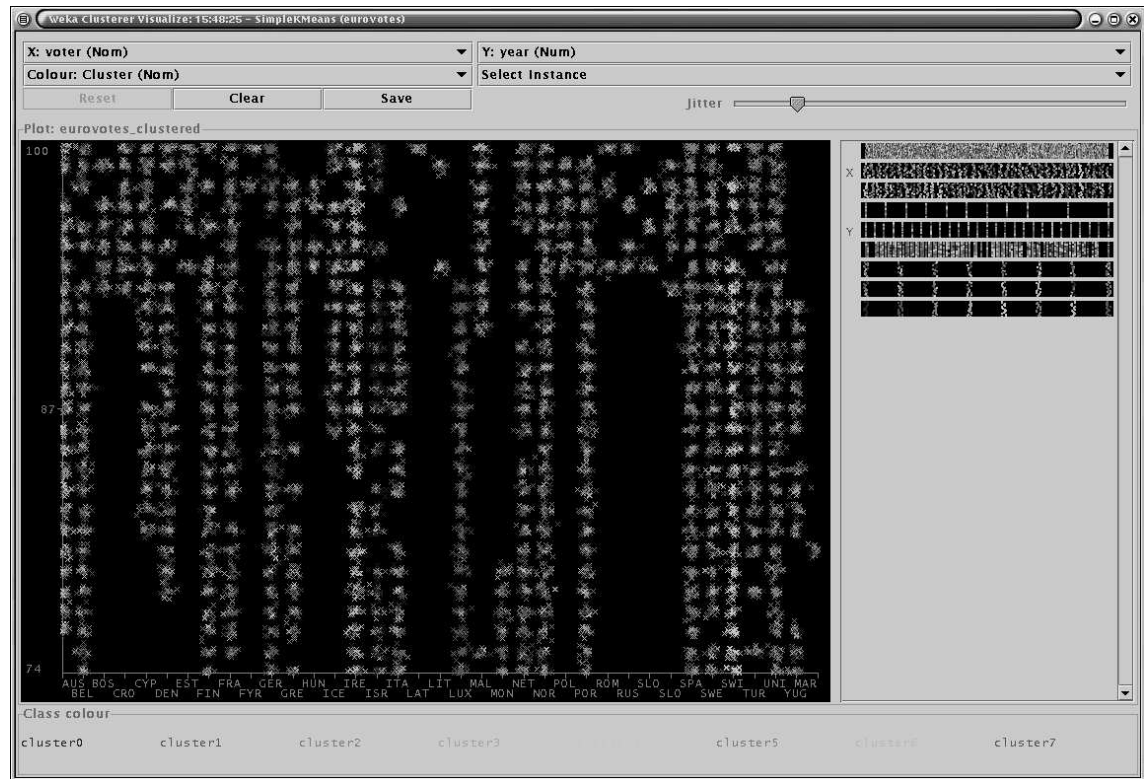 Weka Clusterer Visualize: 15:48:25 - SimpleKMeans (eurovotes)
X: voter (Nom) Y: year (Num)
Colour: Cluster (Nom) Select Instance
Reset Clear Save Jitter
Plot: eurovotes_clustered
100
X
Y
87
74
AUS BOS CYP EST FRA GER HUN IRE ITA LIT MAL NET POL ROM SLO SPA SWI UNI MAR
BEL CRO DEN FIN FYR GRE ICE ISR LAT LUX MON NOR POR RUS SLO SWE TUR YUG
Class colour
cluster0 cluster1 cluster2 cluster3 cluster5 cluster6 cluster7